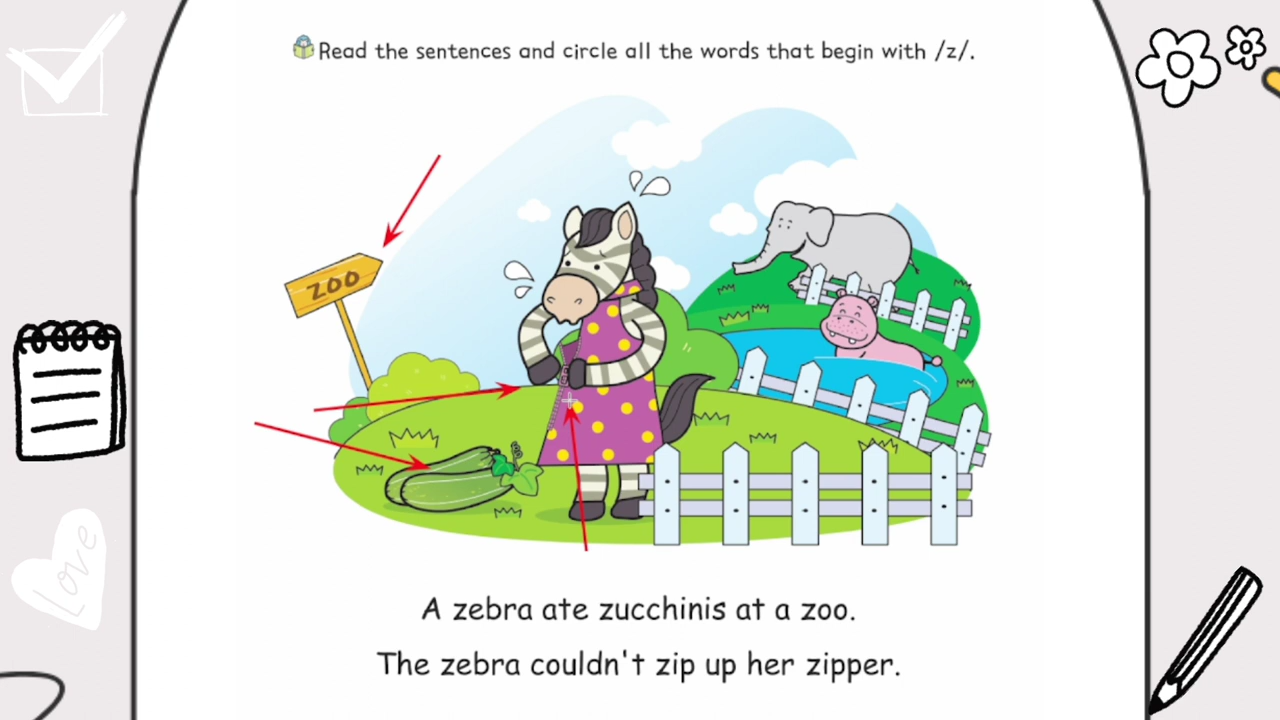 Read the sentences and circle all the words that begin with /z/.
ZOO
A zebra ate zucchinis at a zoo.
The zebra couldn't zip up her zipper.
Love